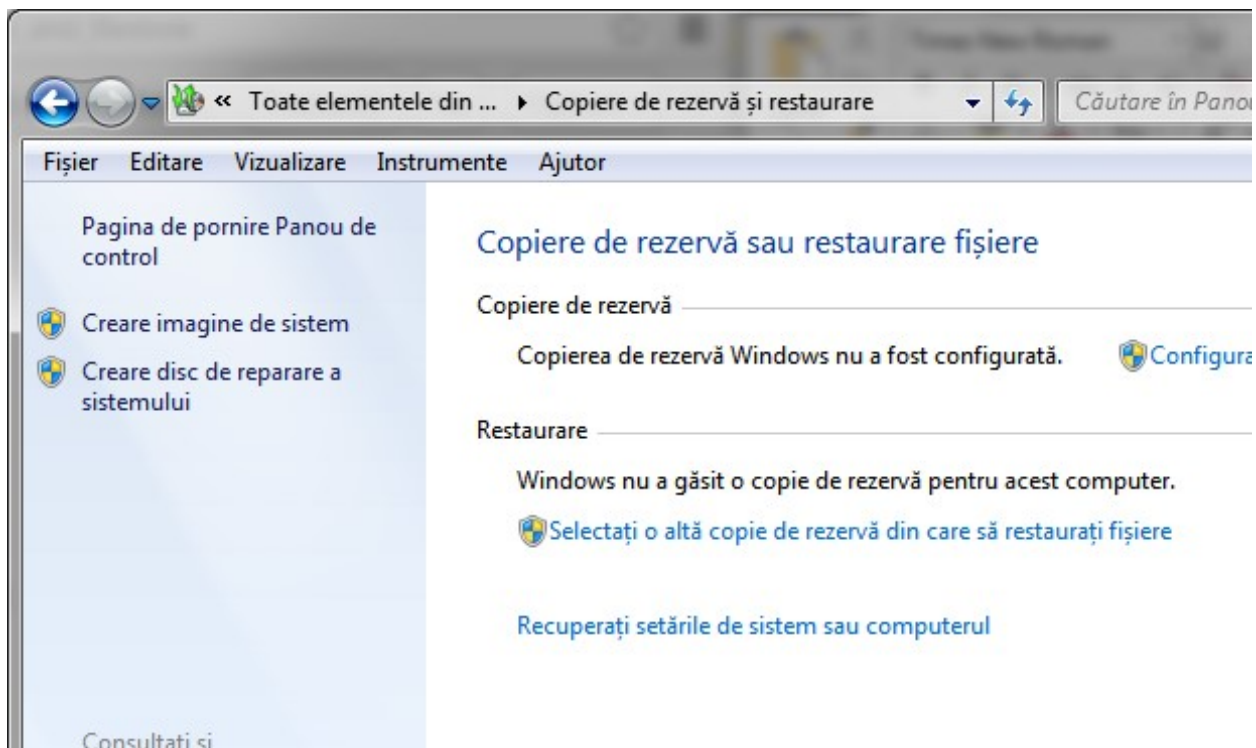 « Toate elementele din ... ▸ Copiere de rezervă și restaurare
Căutare în Panou
Fișier Editare Vizualizare Instrumente Ajutor
Pagina de pornire Panou de
control
Creare imagine de sistem
Creare disc de reparare a
sistemului
Copiere de rezervă sau restaurare fișiere
Copiere de rezervă
Copierea de rezervă Windows nu a fost configurată. Configura
Restaurare
Windows nu a găsit o copie de rezervă pentru acest computer.
Selectați o altă copie de rezervă din care să restaurați fișiere
Recuperați setările de sistem sau computerul
Consultați și